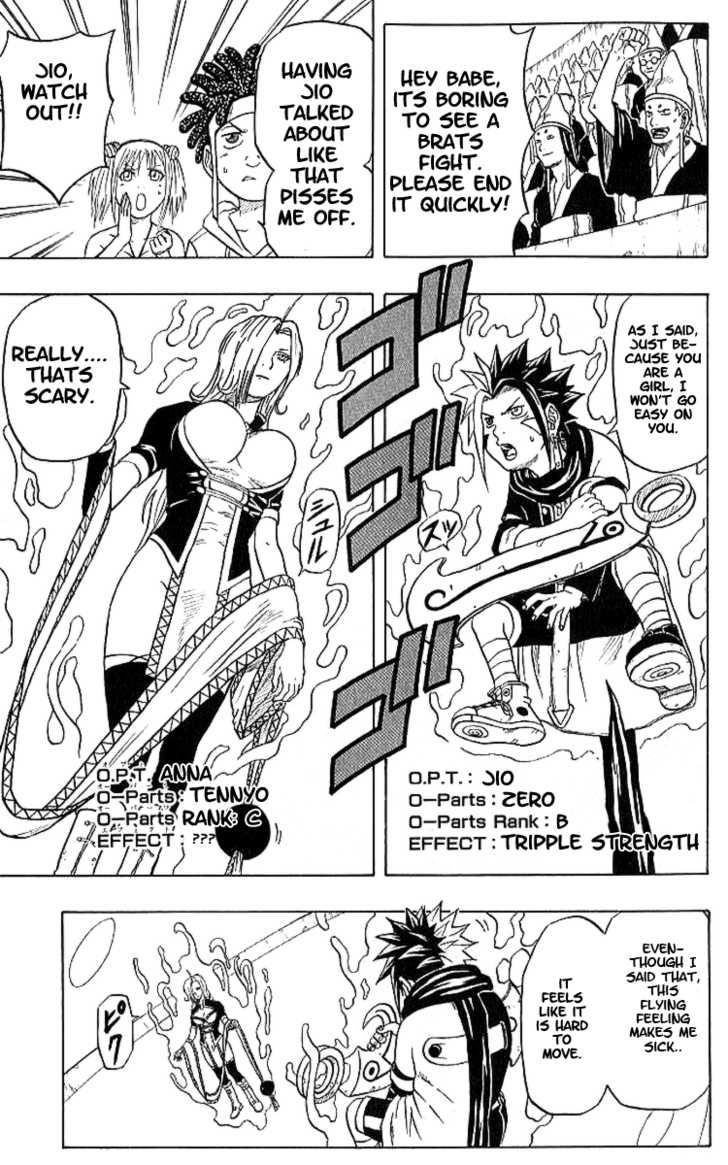 HEY BABE,
ITS BORING
TO SEE A
BRATS
FIGHT.
PLEASE END
IT QUICKLY!
HAVING
JIO
TALKED
ABOUT
LIKE
THAT
PISSES
ME OFF.
JIO,
WATCH
OUT!!
AS I SAID,
JUST BE-
CAUSE YOU
ARE A
GIRL, I
WON'T GO
EASY ON
YOU.
ズッ
ゴゴゴ
O.P.T. : JIO
O-Parts : ZERO
O-Parts Rank : B
EFFECT : TRIPPLE STRENGTH
REALLY....
THATS
SCARY.
シュル
O.P.T. ANNA
O-Parts : TENNYO
O-Parts RANK: C
EFFECT : ???
EVEN-
THOUGH I
SAID THAT,
THIS
FLYING
FEELING
MAKES ME
SICK..
IT
FEELS
LIKE IT
IS HARD
TO
MOVE.
ピク